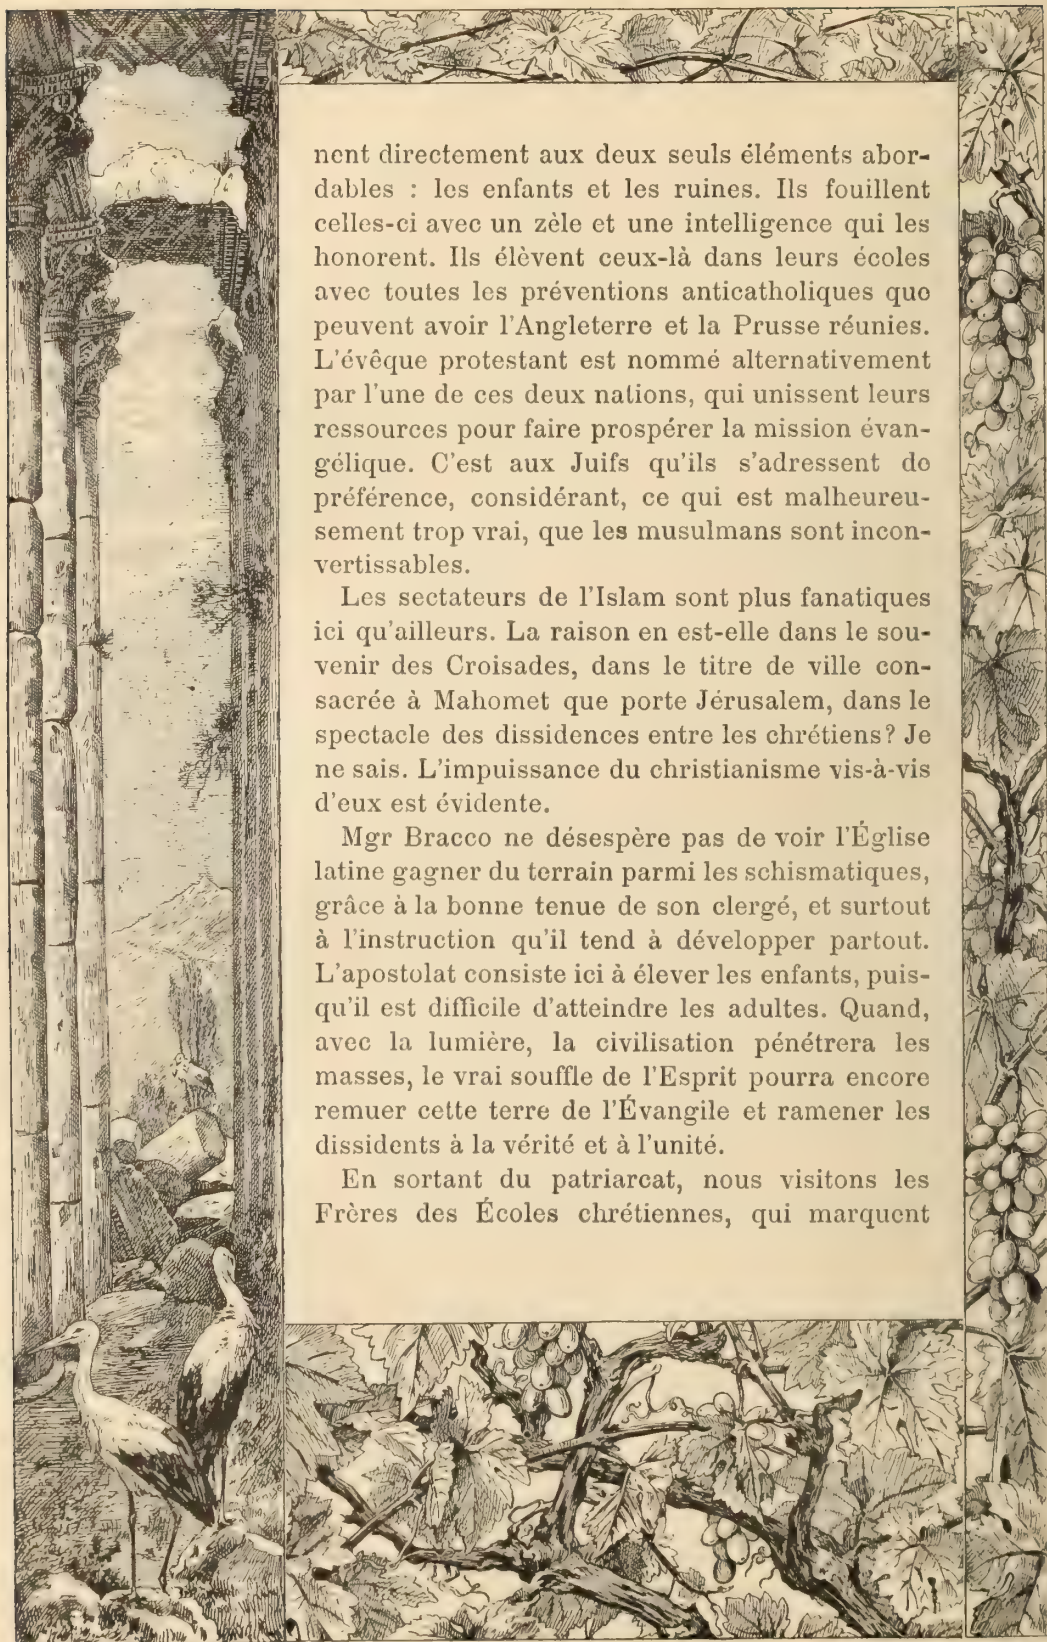 nent directement aux deux seuls éléments abor-
dables : les enfants et les ruines. Ils fouillent
celles-ci avec un zèle et une intelligence qui les
honorent. Ils élèvent ceux-là dans leurs écoles
avec toutes les préventions anticatholiques que
peuvent avoir l'Angleterre et la Prusse réunies.
L'évêque protestant est nommé alternativement
par l'une de ces deux nations, qui unissent leurs
ressources pour faire prospérer la mission évan-
gélique. C'est aux Juifs qu'ils s'adressent de
préférence, considérant, ce qui est malheureu-
sement trop vrai, que les musulmans sont incon-
vertissables.
Les sectateurs de l'Islam sont plus fanatiques
ici qu'ailleurs. La raison en est-elle dans le sou-
venir des Croisades, dans le titre de ville con-
sacrée à Mahomet que porte Jérusalem, dans le
spectacle des dissidences entre les chrétiens? Je
ne sais. L'impuissance du christianisme vis-à-vis
d'eux est évidente.
Mgr Bracco ne désespère pas de voir l'Église
latine gagner du terrain parmi les schismatiques,
grâce à la bonne tenue de son clergé, et surtout
à l'instruction qu'il tend à développer partout.
L'apostolat consiste ici à élever les enfants, puis-
qu'il est difficile d'atteindre les adultes. Quand,
avec la lumière, la civilisation pénétrera les
masses, le vrai souffle de l'Esprit pourra encore
remuer cette terre de l'Évangile et ramener les
dissidents à la vérité et à l'unité.
En sortant du patriarcat, nous visitons les
Frères des Écoles chrétiennes, qui marquent